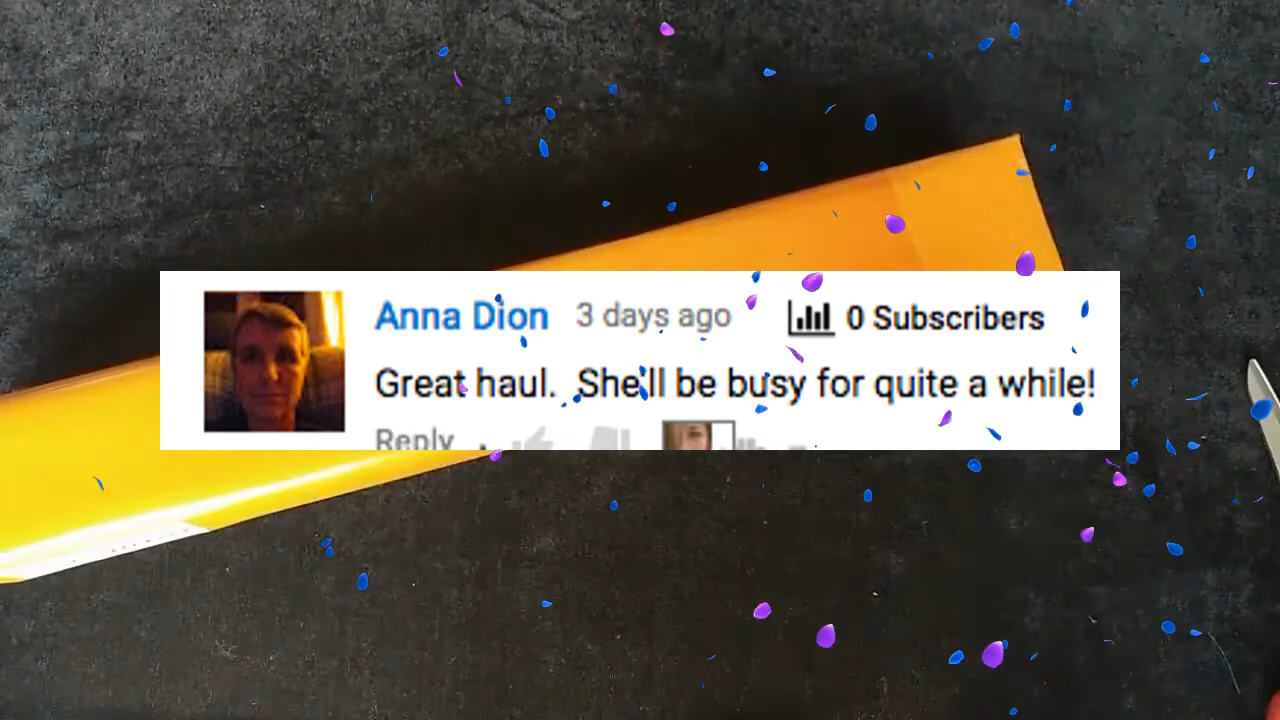 Anna Dion 3 days ago 0 Subscribers
Great haul. She'll be busy for quite a while!
Reply